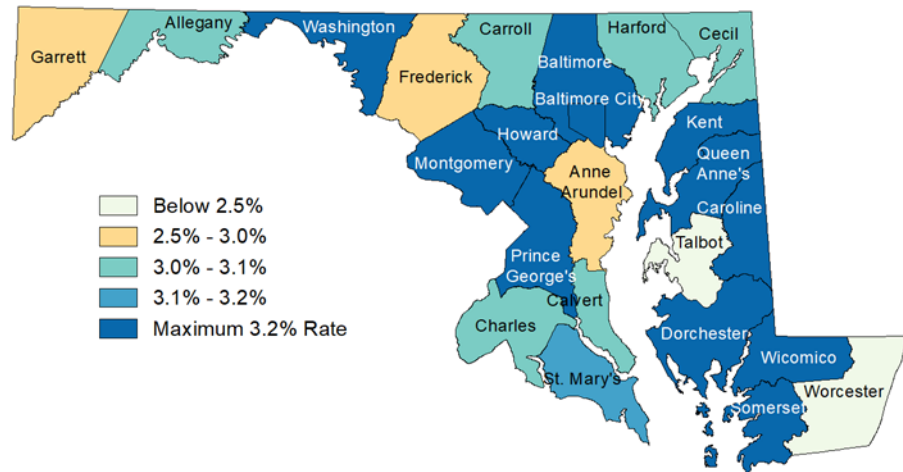 Allegany
Washington
Carroll
Harford
Cecil
Garrett
Frederick
Baltimore
Baltimore City
Kent
Howard
Queen
Anne's
Montgomery
Anne
Arundel
Caroline
Talbot
Prince
George's
Calvert
Charles
Dorchester
Wicomico
St. Mary's
Worcester
Somerset
Below 2.5%
2.5% - 3.0%
3.0% - 3.1%
3.1% - 3.2%
Maximum 3.2% Rate